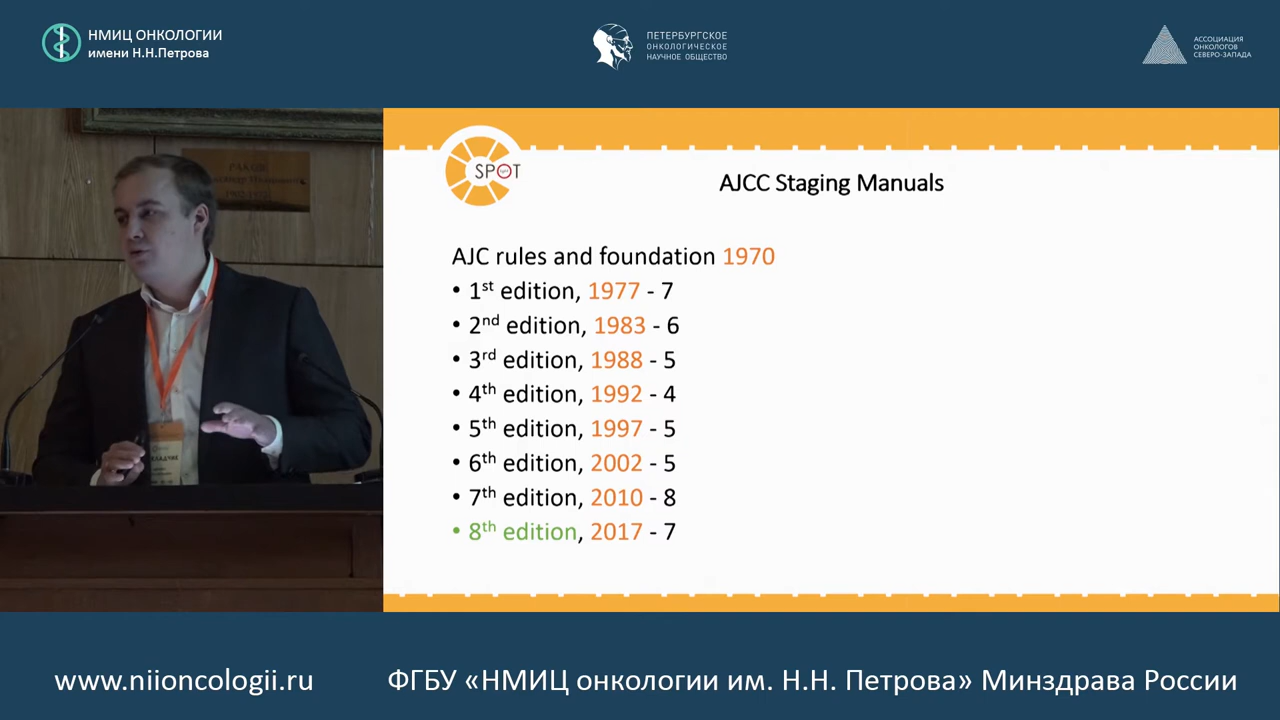 НМИЦ ОНКОЛОГИИ
имени Н.Н.Петрова
ПЕТЕРБУРГСКОЕ
ОНКОЛОГИЧЕСКОЕ
НАУЧНОЕ ОБЩЕСТВО
АССОЦИАЦИЯ
ОНКОЛОГОВ
СЕВЕРО-ЗАПАДА
SPOT
AJCC Staging Manuals
AJC rules and foundation 1970
• 1st edition, 1977 - 7
• 2nd edition, 1983 - 6
• 3rd edition, 1988 - 5
• 4th edition, 1992 - 4
• 5th edition, 1997 - 5
• 6th edition, 2002 - 5
• 7th edition, 2010 - 8
• 8th edition, 2017 - 7
www.niioncologii.ru
ФГБУ «НМИЦ онкологии им. Н.Н. Петрова» Минздрава России